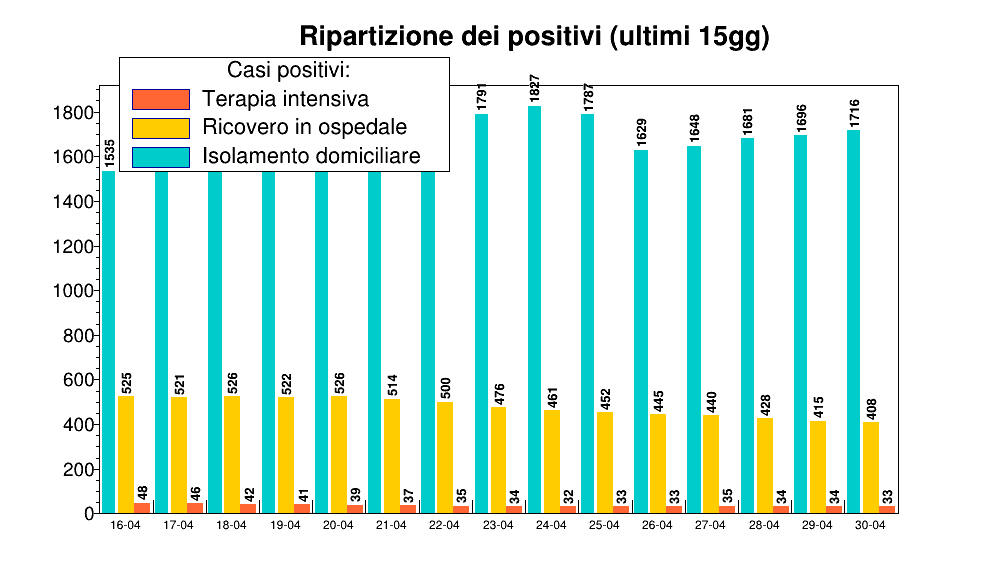 Ripartizione dei positivi (ultimi 15gg)
Casi positivi:
Terapia intensiva
Ricovero in ospedale
Isolamento domiciliare
1800
1600
1400
1200
1000
800
600
400
200
0
1535 1791 1827 1787 1629 1648 1681 1696 1716
525 521 526 522 526 514 500 476 461 452 445 440 428 415 408
48 46 42 41 39 37 35 34 32 33 33 35 34 34 33
16-04 17-04 18-04 19-04 20-04 21-04 22-04 23-04 24-04 25-04 26-04 27-04 28-04 29-04 30-04